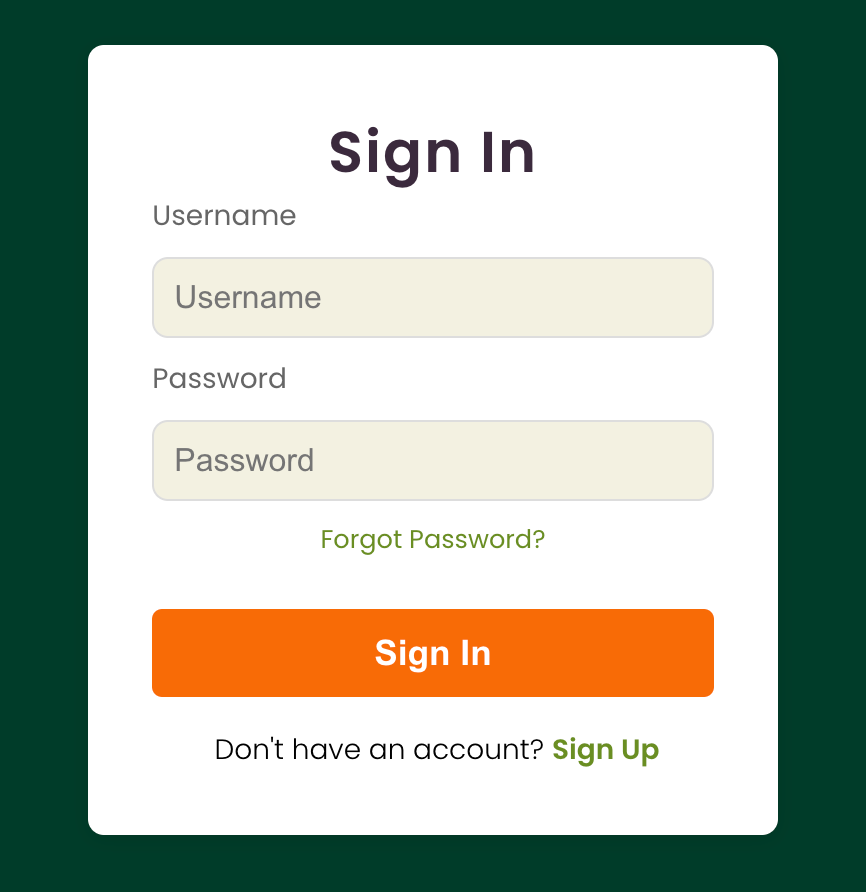 Sign In
Username
Username
Password
Password
Forgot Password?
Sign In
Don't have an account? Sign Up